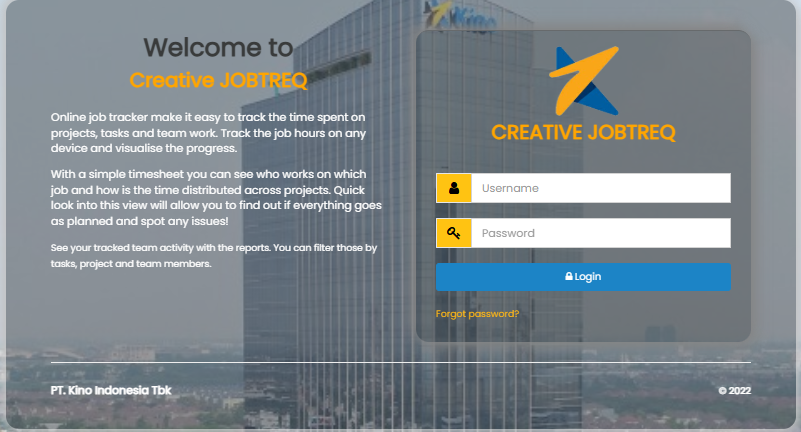 Kino
Welcome to
Creative JOBTREQ
Online job tracker make it easy to track the time spent on
projects, tasks and team work. Track the job hours on any
device and visualise the progress.
With a simple timesheet you can see who works on which
job and how is the time distributed across projects. Quick
look into this view will allow you to find out if everything goes
as planned and spot any issues!
See your tracked team activity with the reports. You can filter those by
tasks, project and team members.
CREATIVE JOBTREQ
Username
Password
Login
Forgot password?
PT. Kino Indonesia Tbk
© 2022